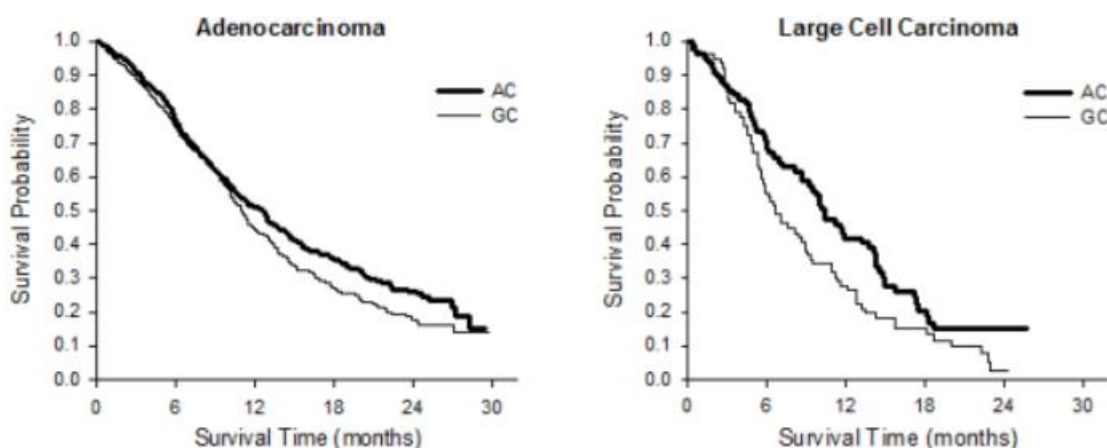 Adenocarcinoma
1.0
0.9
0.8
0.7
0.6
0.5
0.4
0.3
0.2
0.1
0.0
Survival Probability
AC
GC
0 6 12 18 24 30
Survival Time (months)
Large Cell Carcinoma
1.0
0.9
0.8
0.7
0.6
0.5
0.4
0.3
0.2
0.1
0.0
Survival Probability
AC
GC
0 6 12 18 24 30
Survival Time (months)